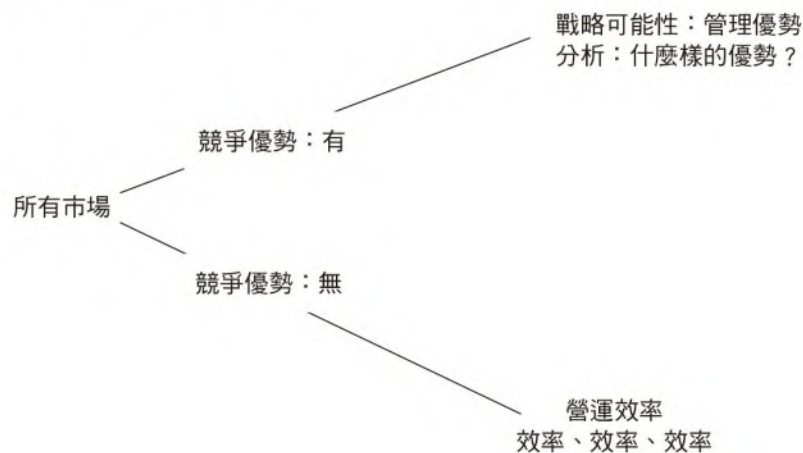 戰略可能性：管理優勢
分析：什麼樣的優勢？
競爭優勢：有
所有市場
競爭優勢：無
營運效率
效率、效率、效率